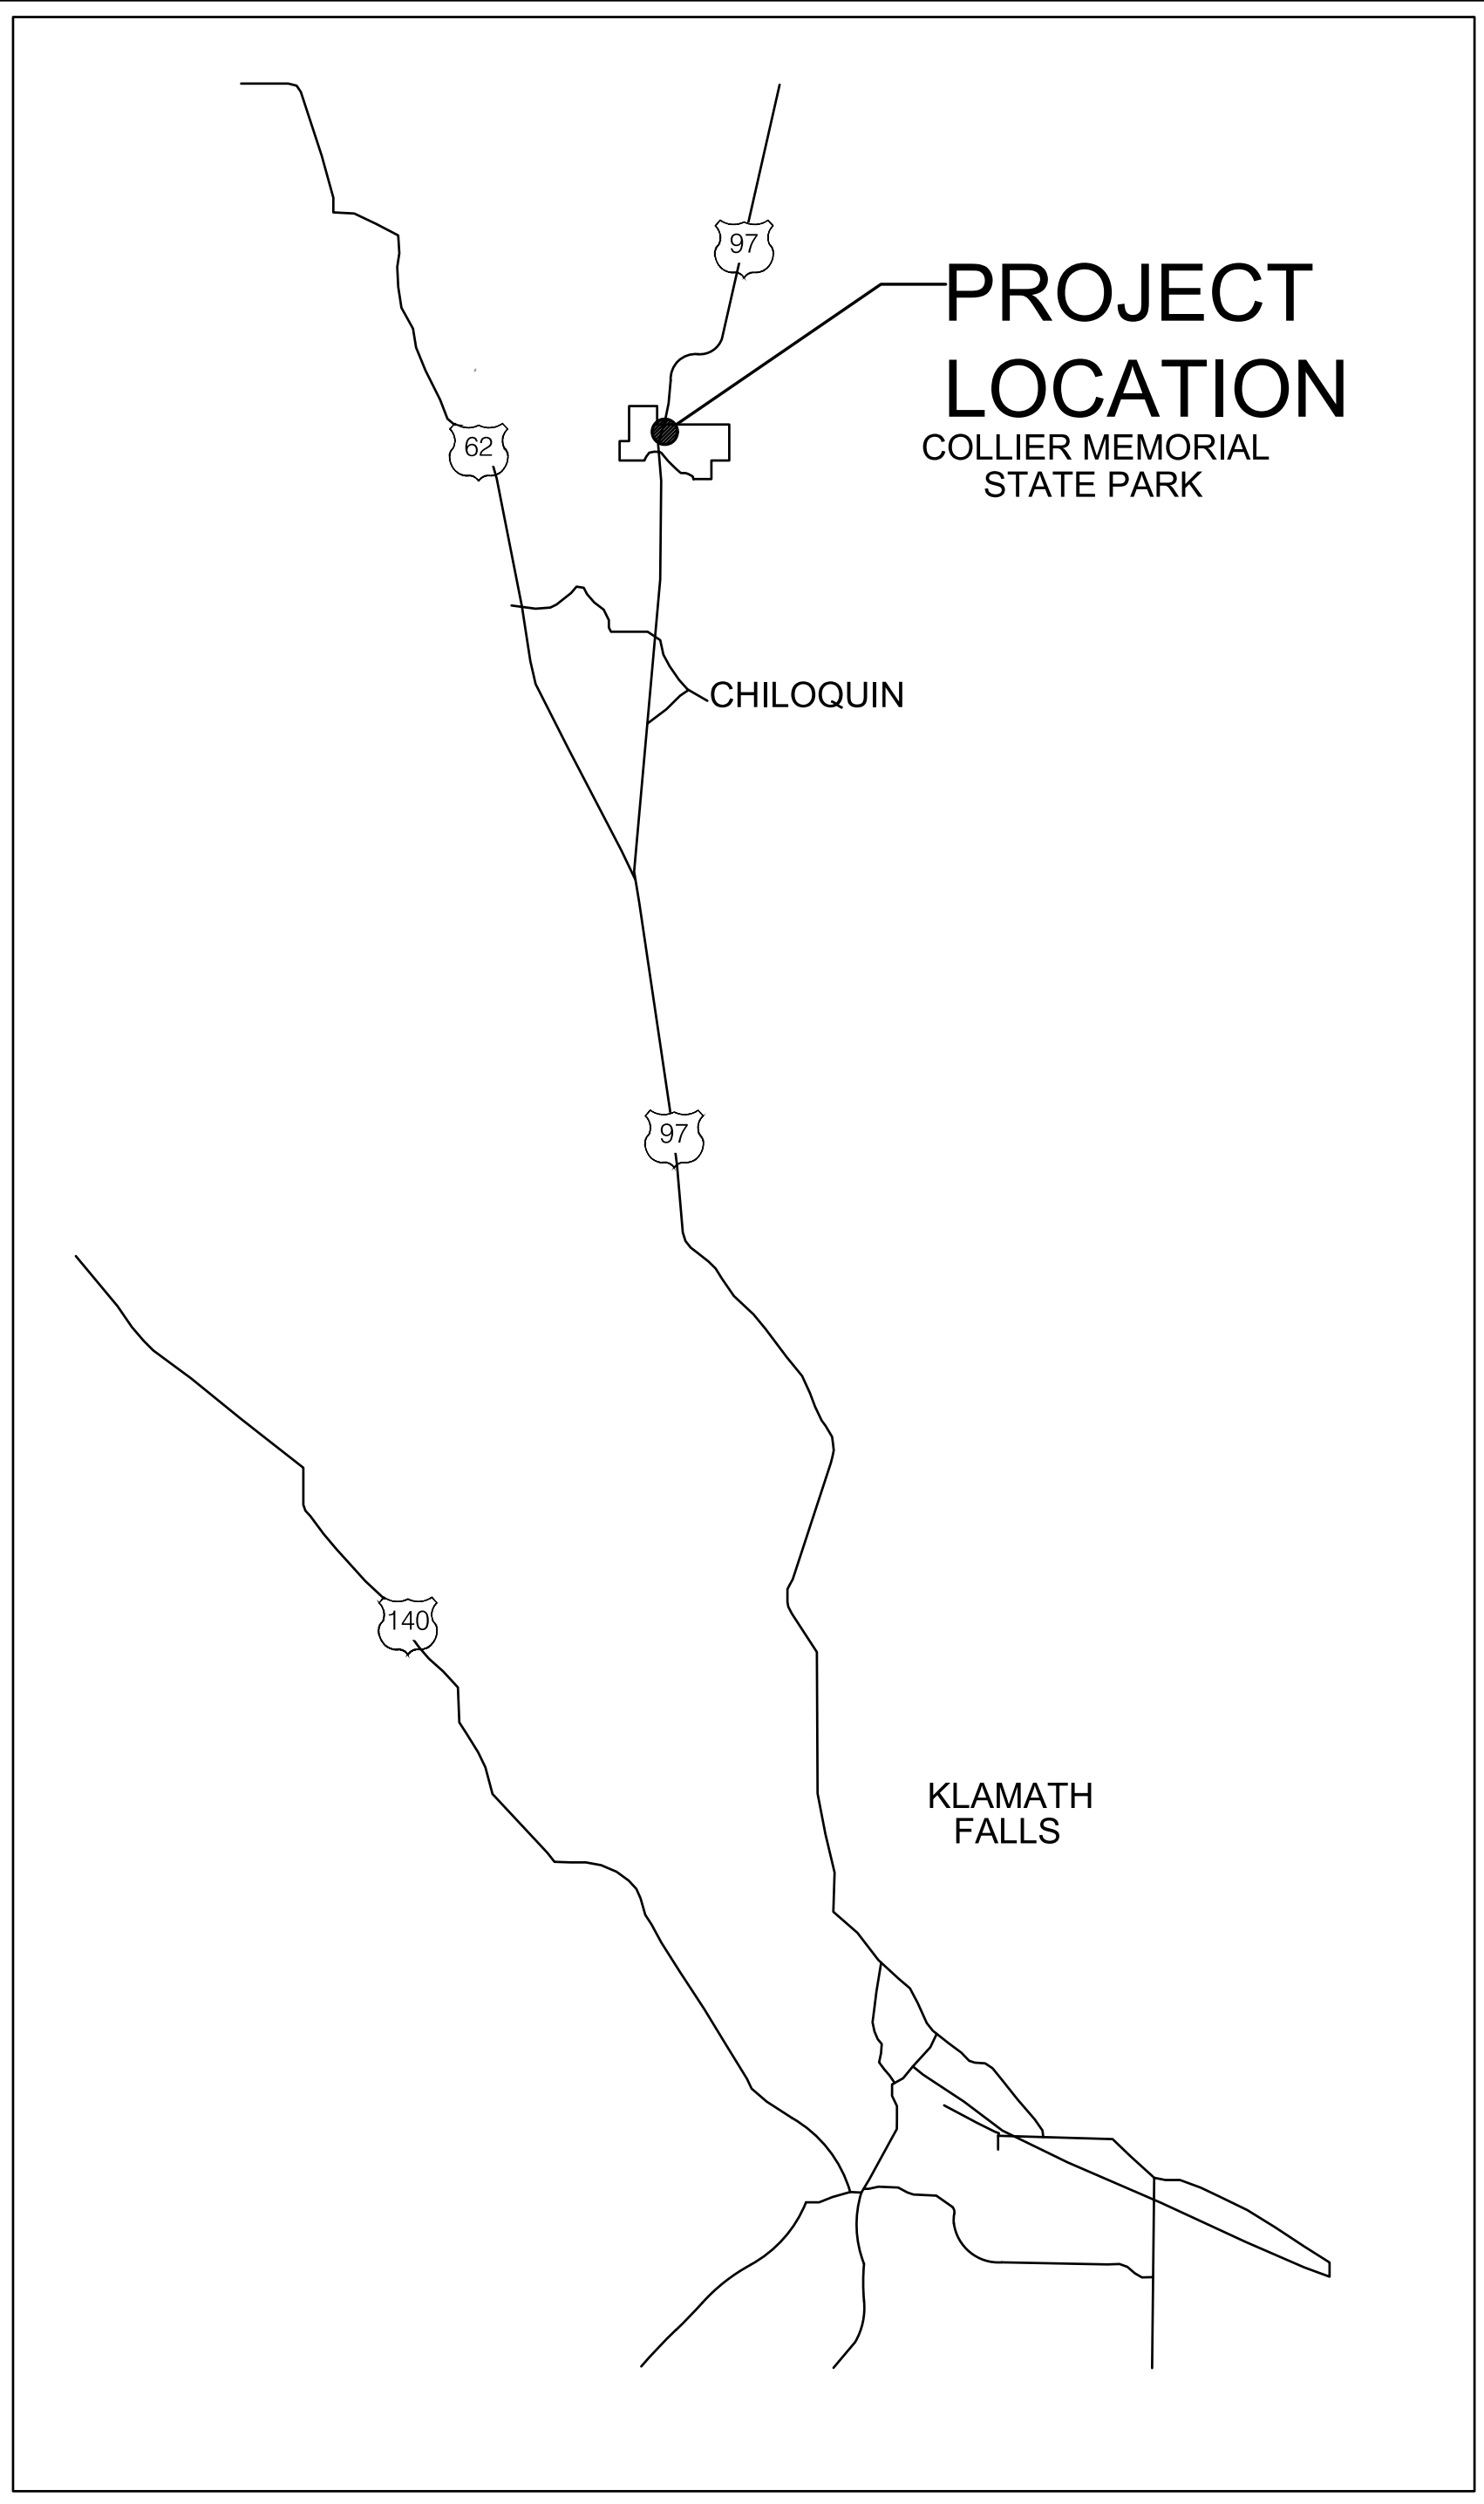 97
PROJECT
LOCATION
COLLIER MEMORIAL
STATE PARK
62
CHILOQUIN
97
140
KLAMATH
FALLS